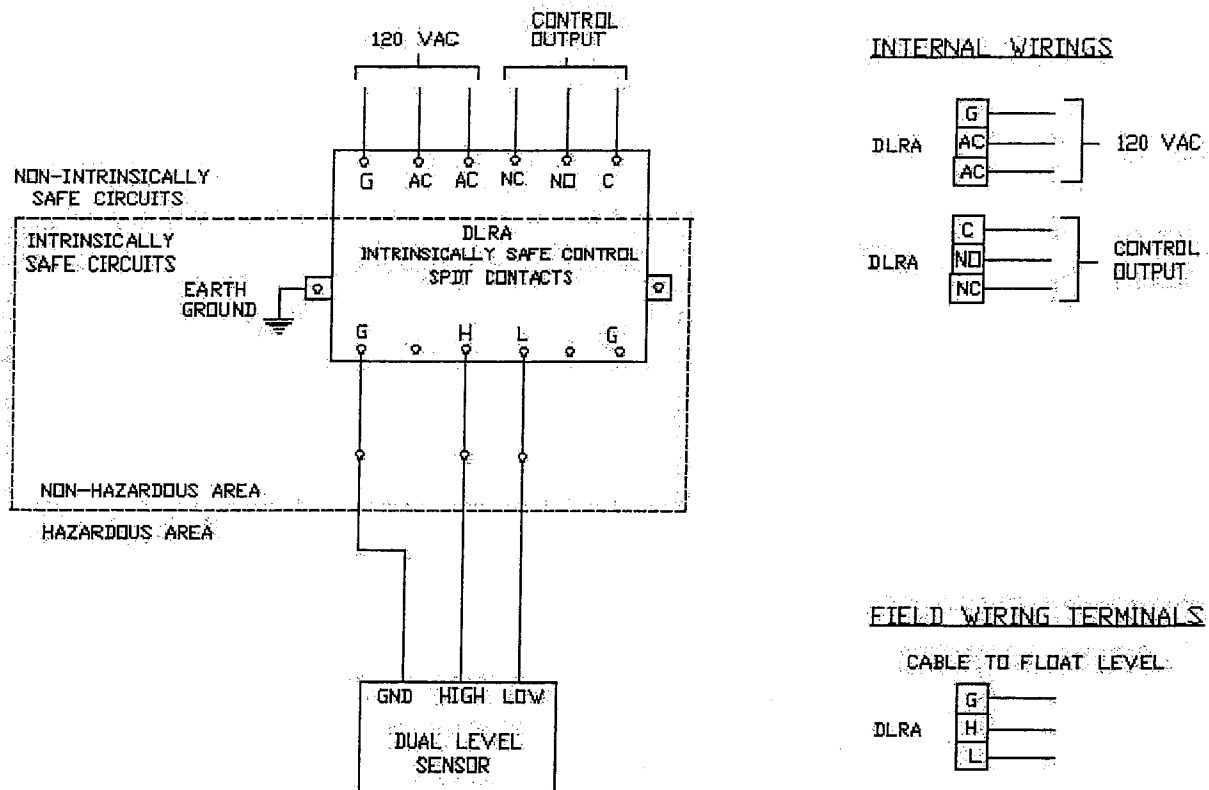 120 VAC
CONTROL
OUTPUT
G AC AC NC NO C
NON-INTRINSICALLY
SAFE CIRCUITS
INTRINSICALLY
SAFE CIRCUITS
DLRA
INTRINSICALLY SAFE CONTROL
SPDT CONTACTS
EARTH
GROUND
G H L G
NON-HAZARDOUS AREA
HAZARDOUS AREA
GND HIGH LOW
DUAL LEVEL
SENSOR
INTERNAL WIRINGS
G
DLRA AC 120 VAC
AC
C
DLRA NO CONTROL
OUTPUT
NC
FIELD WIRING TERMINALS
CABLE TO FLOAT LEVEL
G
DLRA H
L